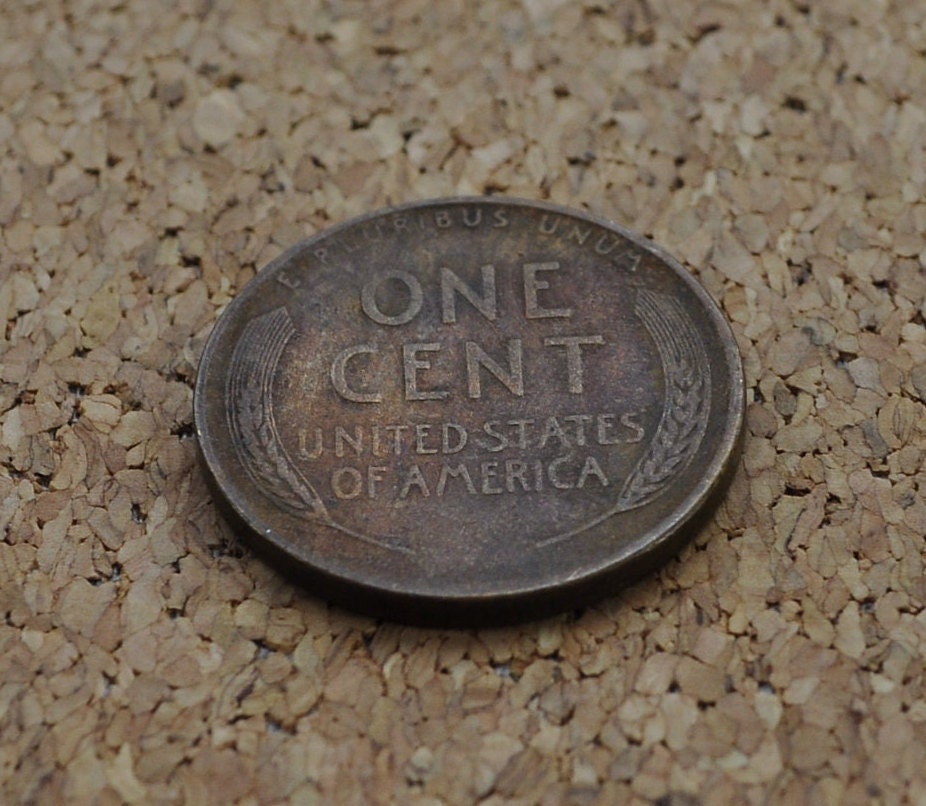 E PLURIBUS UNUM
ONE
CENT
UNITED STATES
OF AMERICA